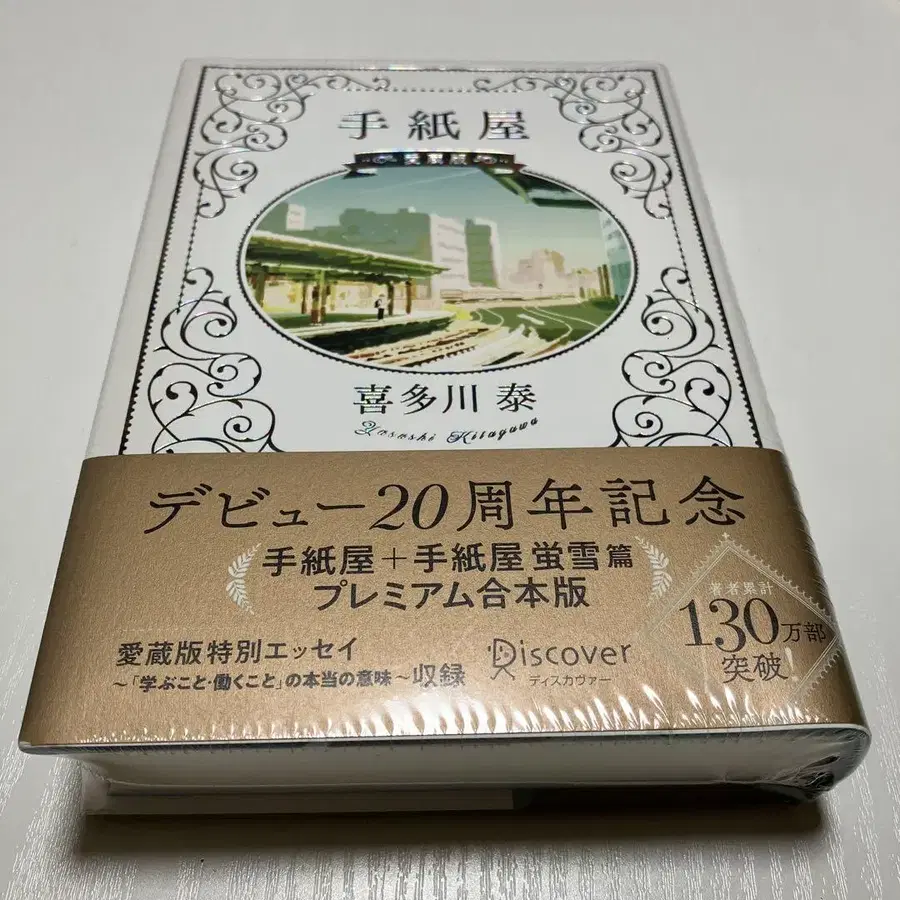 手紙屋
愛蔵版
喜多川 泰
Yasushi Kitagawa
デビュー20周年記念
手紙屋＋手紙屋蛍雪篇
プレミアム合本版
著者累計
130万部
突破!
愛蔵版特別エッセイ
～「学ぶこと・働くこと」の本当の意味～収録
Discover
ディスカヴァー